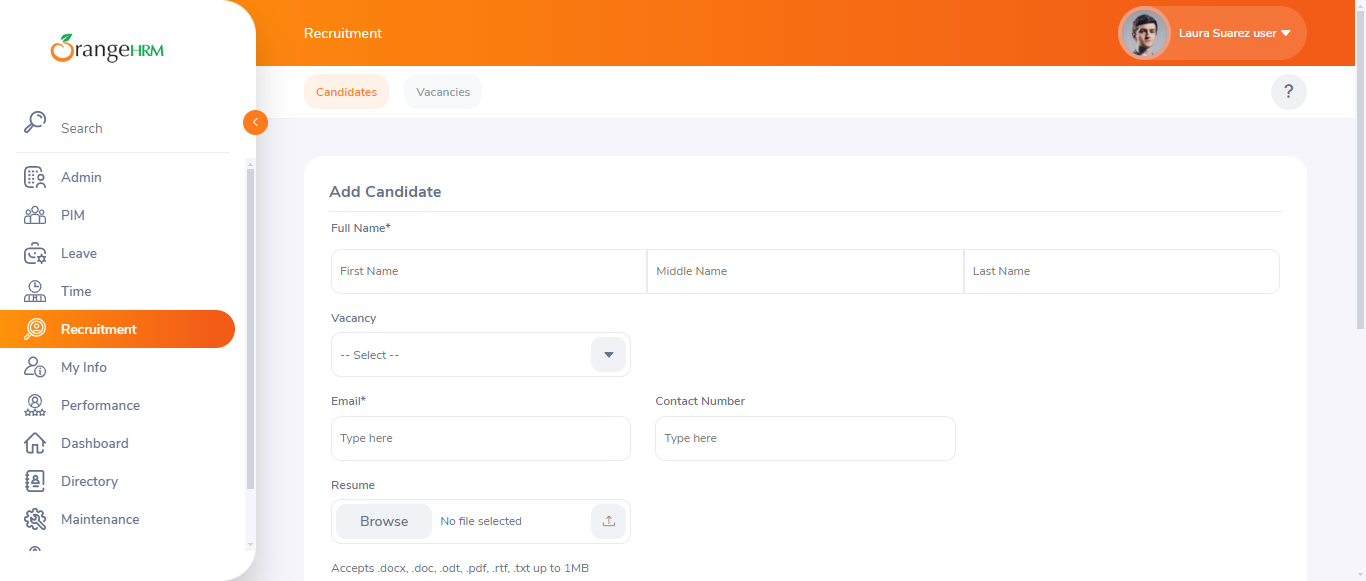 OrangeHRM
Recruitment
Laura Suarez user
Candidates
Vacancies
?
Search
Admin
PIM
Leave
Time
Recruitment
My Info
Performance
Dashboard
Directory
Maintenance
Add Candidate
Full Name*
First Name
Middle Name
Last Name
Vacancy
-- Select --
Email*
Contact Number
Type here
Type here
Resume
Browse
No file selected
Accepts .docx, .doc, .odt, .pdf, .rtf, .txt up to 1MB